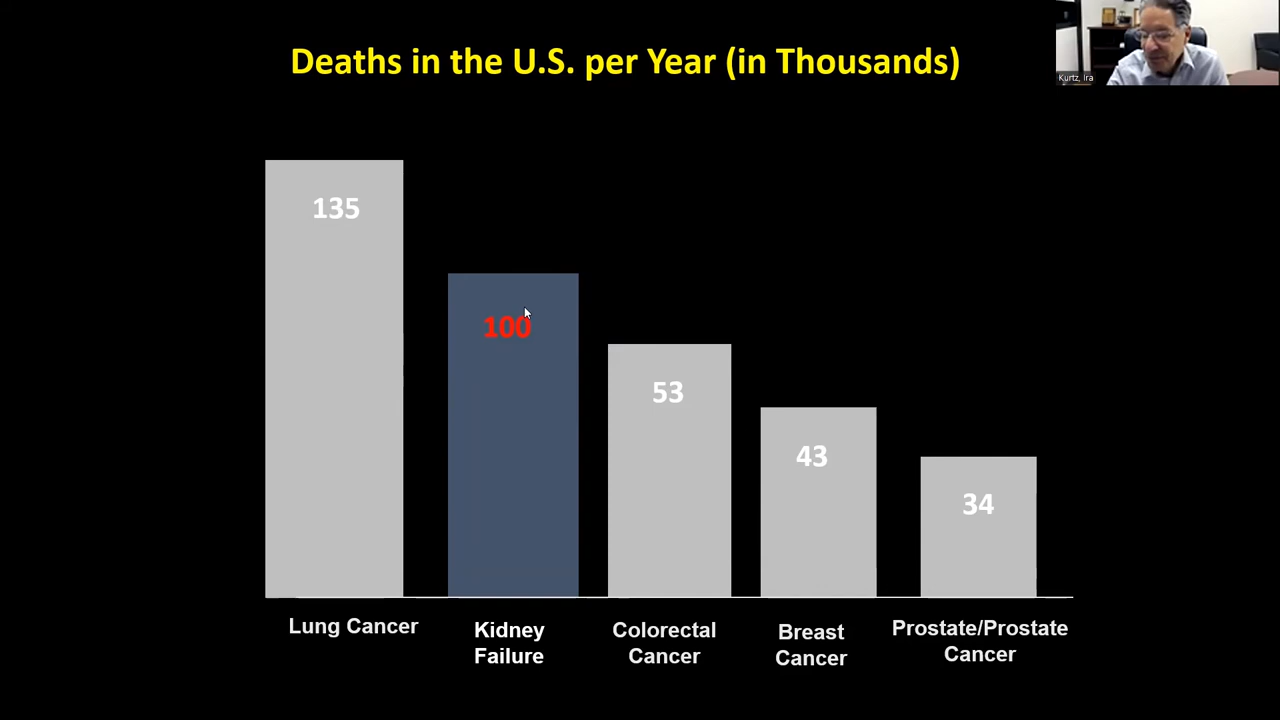 Deaths in the U.S. per Year (in Thousands)
Kurtz, Ira
135
100
53
43
34
Lung Cancer
Kidney
Failure
Colorectal
Cancer
Breast
Cancer
Prostate/Prostate
Cancer